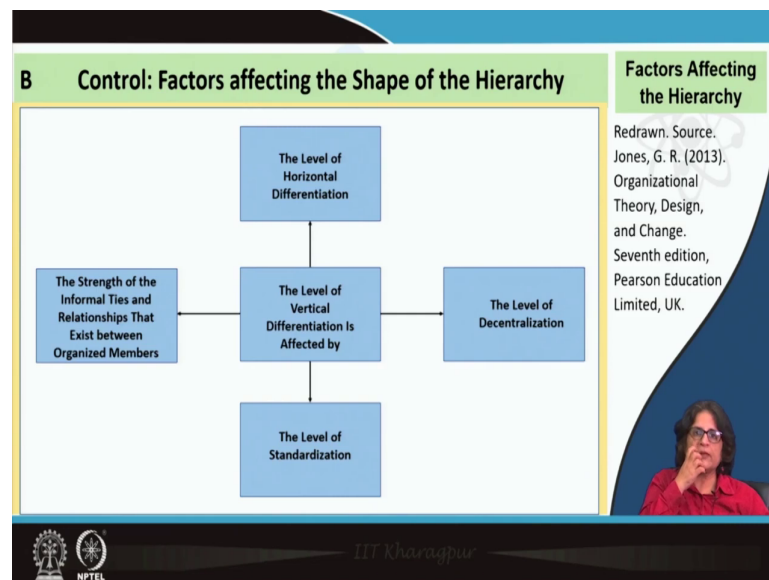 B Control: Factors affecting the Shape of the Hierarchy
Factors Affecting
the Hierarchy
Redrawn. Source.
Jones, G. R. (2013).
Organizational
Theory, Design,
and Change.
Seventh edition,
Pearson Education
Limited, UK.
The Level of
Horizontal
Differentiation
The Strength of the
Informal Ties and
Relationships That
Exist between
Organized Members
The Level of
Vertical
Differentiation Is
Affected by
The Level of
Decentralization
The Level of
Standardization
IIT Kharagpur
NPTEL